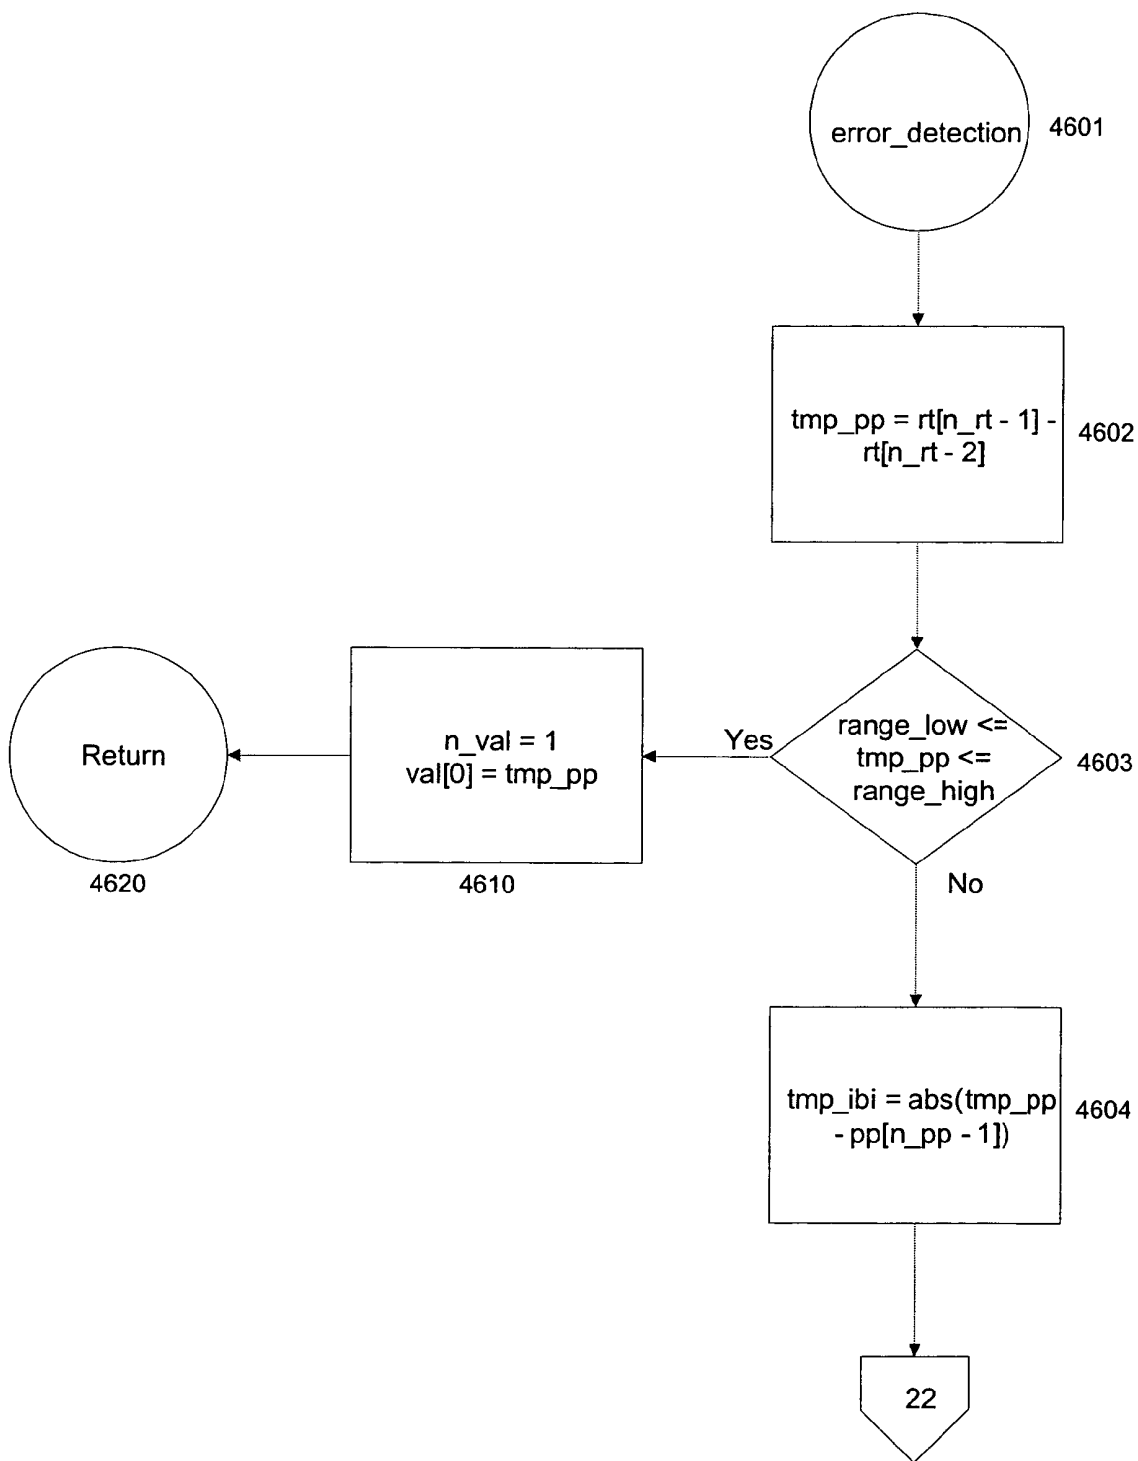 error_detection
4601
tmp_pp = rt[n_rt - 1] -
rt[n_rt - 2]
4602
range_low <=
tmp_pp <=
range_high
4603
Yes
n_val = 1
val[0] = tmp_pp
4610
Return
4620
No
tmp_ibi = abs(tmp_pp
- pp[n_pp - 1])
4604
22